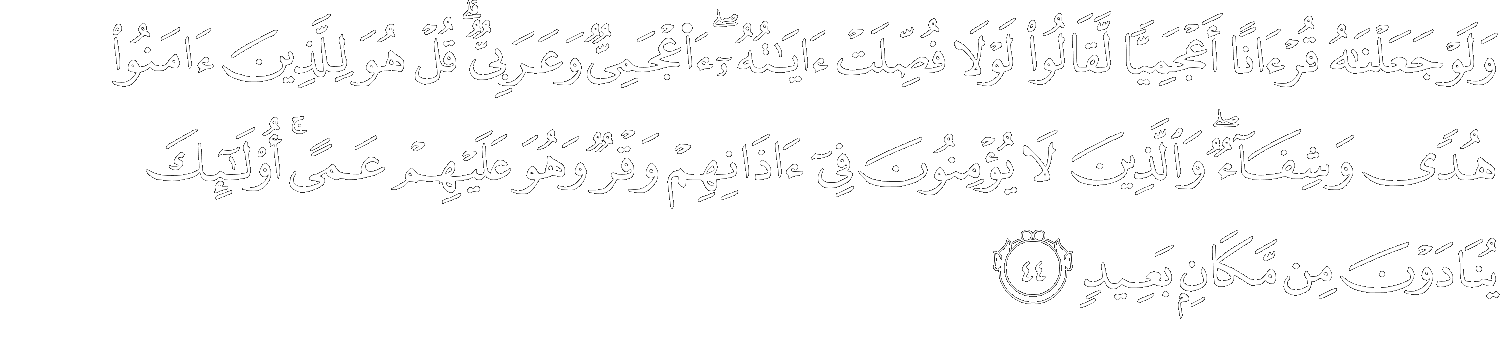 وَلَوْ جَعَلْنَٰهُ قُرْءَانًا أَعْجَمِيًّا لَّقَالُوا۟ لَوْلَا فُصِّلَتْ ءَايَٰتُهُۥٓ ۖ ءَا۬عْجَمِىٌّ وَعَرَبِىٌّ ۗ قُلْ هُوَ لِلَّذِينَ ءَامَنُوا۟
هُدًى وَشِفَآءٌ ۖ وَٱلَّذِينَ لَا يُؤْمِنُونَ فِىٓ ءَاذَانِهِمْ وَقْرٌ وَهُوَ عَلَيْهِمْ عَمًى ۚ أُو۟لَٰٓئِكَ
يُنَادَوْنَ مِن مَّكَانٍۭ بَعِيدٍ ٤٤